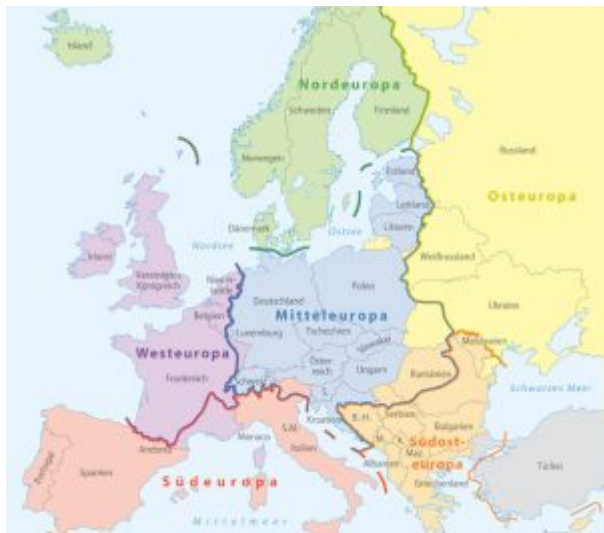 Island
Nordeuropa
Schweden
Finnland
Norwegen
Russland
Estland
Osteuropa
Lettland
Dänemark
Ostsee
Litauen
Nordsee
Irland
Weißrussland
Vereinigtes
Königreich
Nieder-
lande
Polen
Belgien
Deutschland
Ukraine
Mitteleuropa
Luxemburg
Tschechien
Slowakei
Moldawien
Westeuropa
Öster-
reich
Ungarn
Frankreich
Schweiz
Rumänien
Schwarzes Meer
S.
Kroatien
B.-H.
Serbien
S.M.
Monaco
Bulgarien
Andorra
Italien
M.
K.
Südost-
europa
Maz.
Portugal
Spanien
Albanien
Türkei
Südeuropa
Griechenland
Mittelmeer